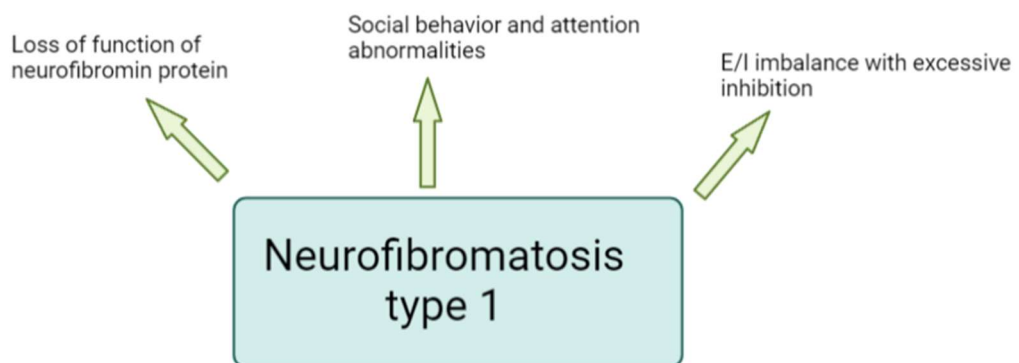 Loss of function of
neurofibromin protein
Social behavior and attention
abnormalities
E/I imbalance with excessive
inhibition
Neurofibromatosis
type 1